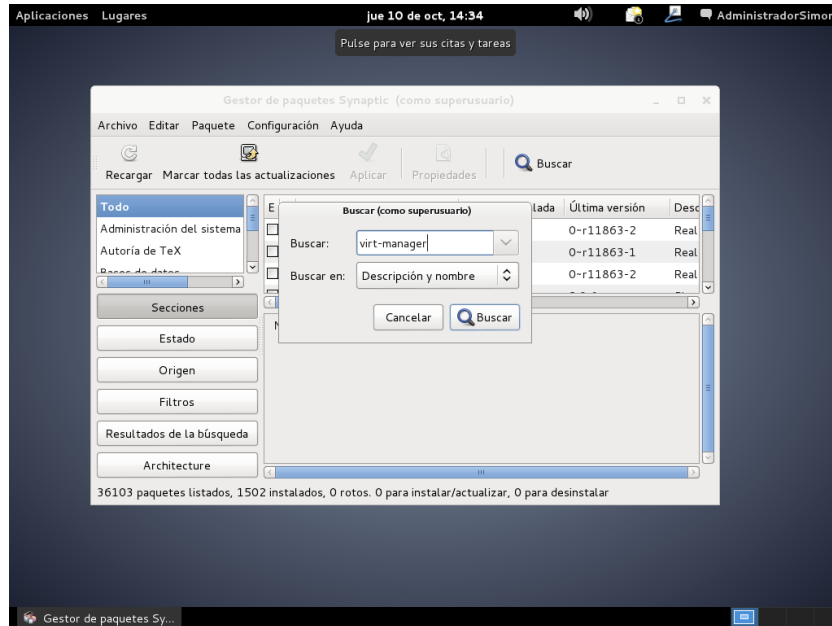 Aplicaciones Lugares jue 10 de oct, 14:34 AdministradorSimon
Pulse para ver sus citas y tareas
Gestor de paquetes Synaptic (como superusuario)
Archivo Editar Paquete Configuración Ayuda
Recargar Marcar todas las actualizaciones Aplicar Propiedades Buscar
Todo
Administración del sistema
Autoría de TeX
Bases de datos
E lada Última versión Desc
0~r11863-2 Real
0~r11863-1 Real
0~r11863-2 Real
Buscar (como superusuario)
Buscar: virt-manager
Buscar en: Descripción y nombre
Cancelar Buscar
Secciones
Estado
Origen
Filtros
Resultados de la búsqueda
Architecture
36103 paquetes listados, 1502 instalados, 0 rotos. 0 para instalar/actualizar, 0 para desinstalar
Gestor de paquetes Sy...